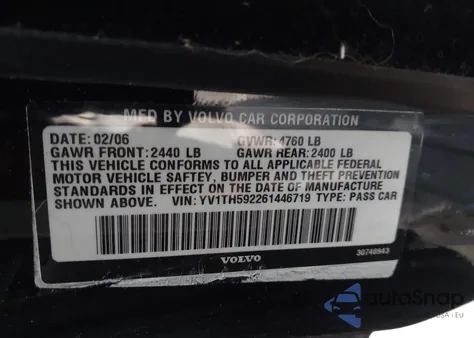 MFD BY VOLVO CAR CORPORATION
DATE: 02/06 GVWR: 4760 LB
GAWR FRONT: 2440 LB GAWR REAR: 2400 LB
THIS VEHICLE CONFORMS TO ALL APPLICABLE FEDERAL
MOTOR VEHICLE SAFTEY, BUMPER AND THEFT PREVENTION
STANDARDS IN EFFECT ON THE DATE OF MANUFACTURE
SHOWN ABOVE. VIN: YV1TH592261446719 TYPE: PASS CAR
30748943
VOLVO
autoSnap
USA | EU